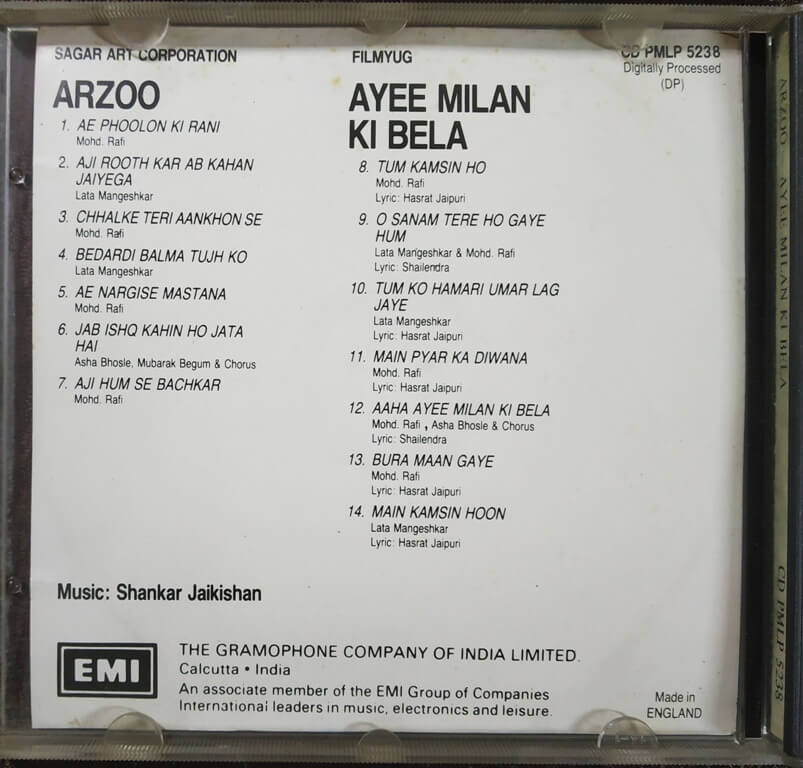 SAGAR ART CORPORATION
ARZOO
1. AE PHOOLON KI RANI
Mohd. Rafi
2. AJI ROOTH KAR AB KAHAN
JAIYEGA
Lata Mangeshkar
3. CHHALKE TERI AANKHON SE
Mohd. Rafi
4. BEDARDI BALMA TUJH KO
Lata Mangeshkar
5. AE NARGISE MASTANA
Mohd. Rafi
6. JAB ISHQ KAHIN HO JATA
HAI
Asha Bhosle, Mubarak Begum & Chorus
7. AJI HUM SE BACHKAR
Mohd. Rafi
FILMYUG
AYEE MILAN
KI BELA
8. TUM KAMSIN HO
Mohd. Rafi
Lyric: Hasrat Jaipuri
9. O SANAM TERE HO GAYE
HUM
Lata Mangeshkar & Mohd. Rafi
Lyric: Shailendra
10. TUM KO HAMARI UMAR LAG
JAYE
Lata Mangeshkar
Lyric: Hasrat Jaipuri
11. MAIN PYAR KA DIWANA
Mohd. Rafi
Lyric: Hasrat Jaipuri
12. AAHA AYEE MILAN KI BELA
Mohd. Rafi , Asha Bhosle & Chorus
Lyric: Shailendra
13. BURA MAAN GAYE
Mohd. Rafi
Lyric: Hasrat Jaipuri
14. MAIN KAMSIN HOON
Lata Mangeshkar
Lyric: Hasrat Jaipuri
CD PMLP 5238
Digitally Processed
(DP)
Music: Shankar Jaikishan
EMI
THE GRAMOPHONE COMPANY OF INDIA LIMITED.
Calcutta • India
An associate member of the EMI Group of Companies
International leaders in music, electronics and leisure.
Made in
ENGLAND
ARZOO AYEE MILAN KI BELA CD PMLP 5238